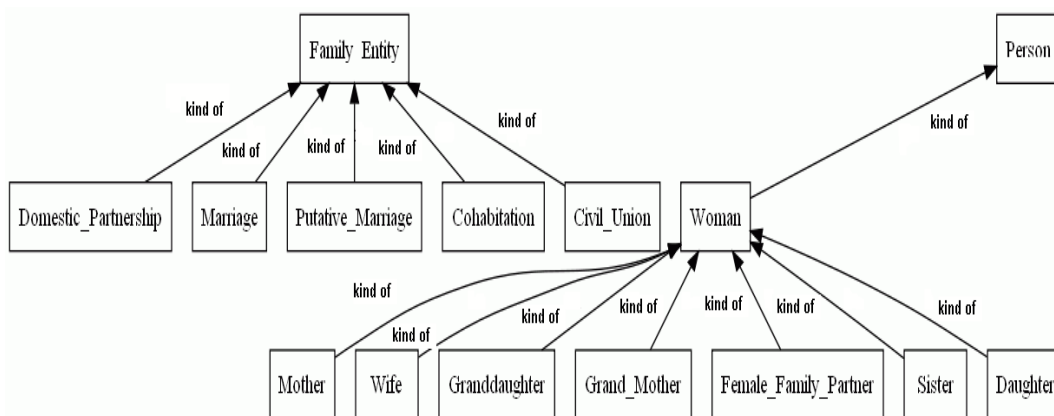 Family Entity
Person
kind of
kind of
kind of
kind of
kind of
kind of
Domestic_Partnership
Marriage
Putative_Marriage
Cohabitation
Civil_Union
Woman
kind of
kind of
kind of
kind of
kind of
kind of
kind of
Mother
Wife
Granddaughter
Grand_Mother
Female_Family_Partner
Sister
Daughter